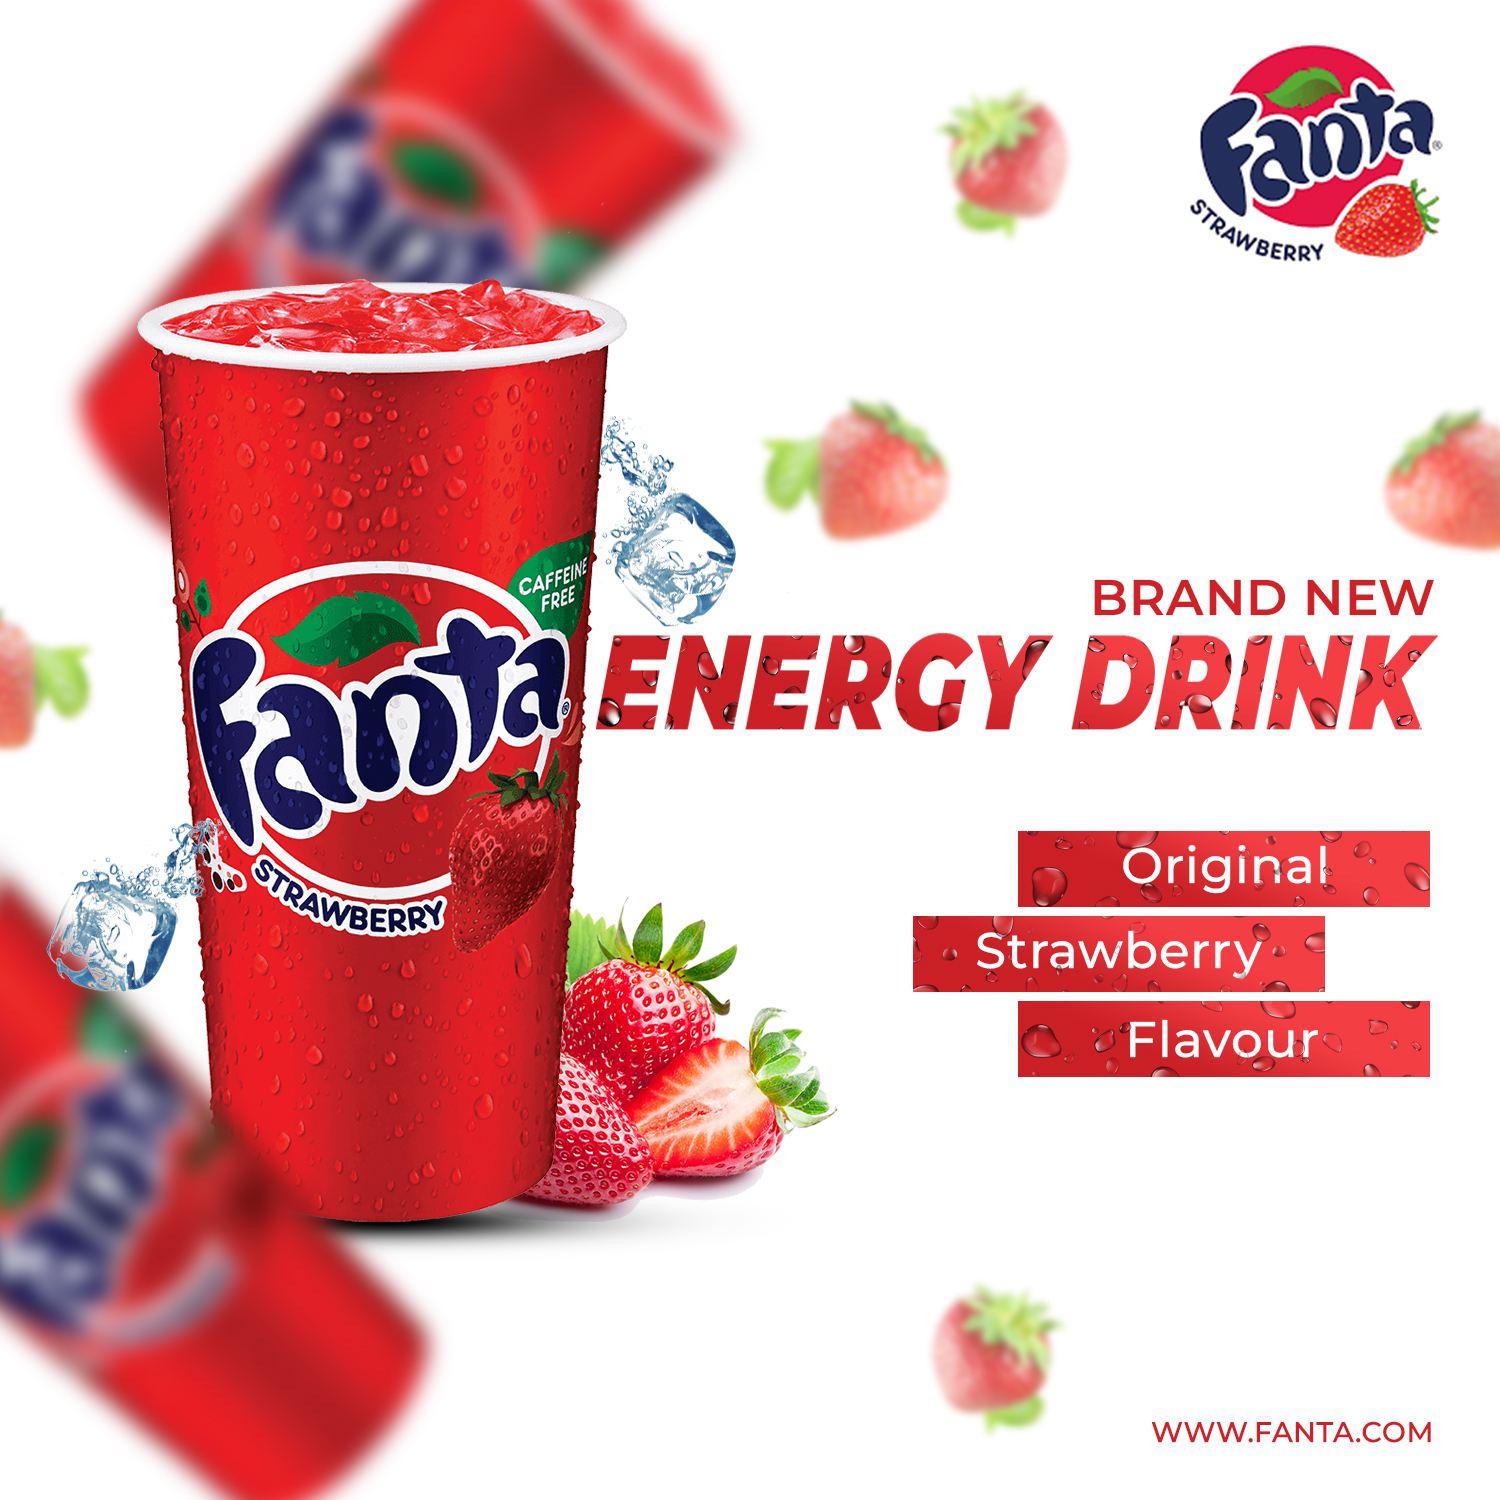 Fanta®
STRAWBERRY
CAFFEINE
FREE
Fanta®
STRAWBERRY
BRAND NEW
ENERGY DRINK
Original
Strawberry
Flavour
WWW.FANTA.COM